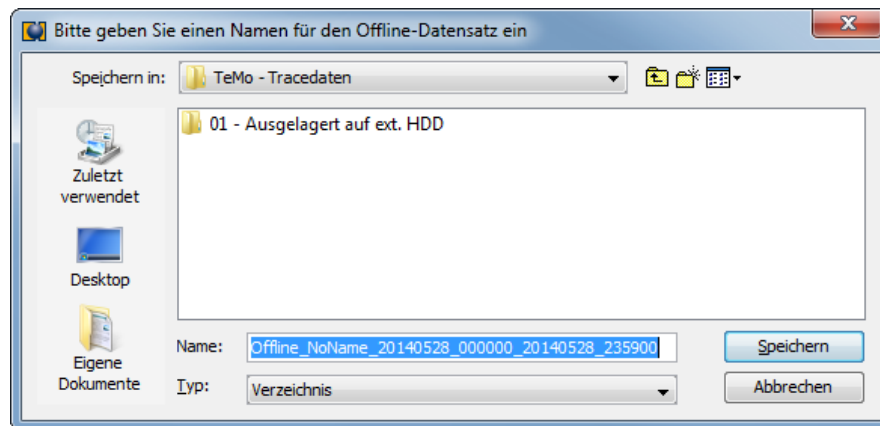 Bitte geben Sie einen Namen für den Offline-Datensatz ein
Speichern in:
TeMo - Tracedaten
01 - Ausgelagert auf ext. HDD
Zuletzt
verwendet
Desktop
Eigene
Dokumente
Name:
Offline_NoName_20140528_000000_20140528_235900
Speichern
Typ:
Verzeichnis
Abbrechen